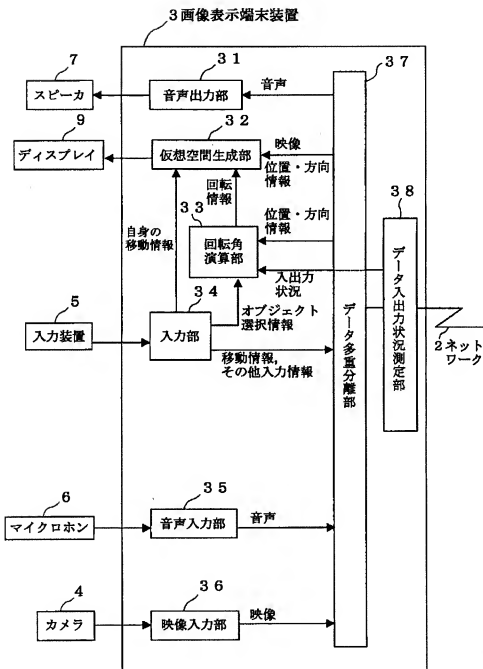 3画像表示端末装置
7
スピーカ
31
音声出力部
音声
37
9
ディスプレイ
32
仮想空間生成部
映像
位置・方向
情報
回転
情報
33
位置・方向
情報
38
自身の
移動情報
回転角
演算部
入出力
状況
34
オブジェクト
選択情報
5
入力装置
入力部
移動情報,
その他入力情報
データ多重分離部
データ入出力状況測定部
2ネット
ワーク
6
マイクロホン
35
音声入力部
音声
4
カメラ
36
映像入力部
映像